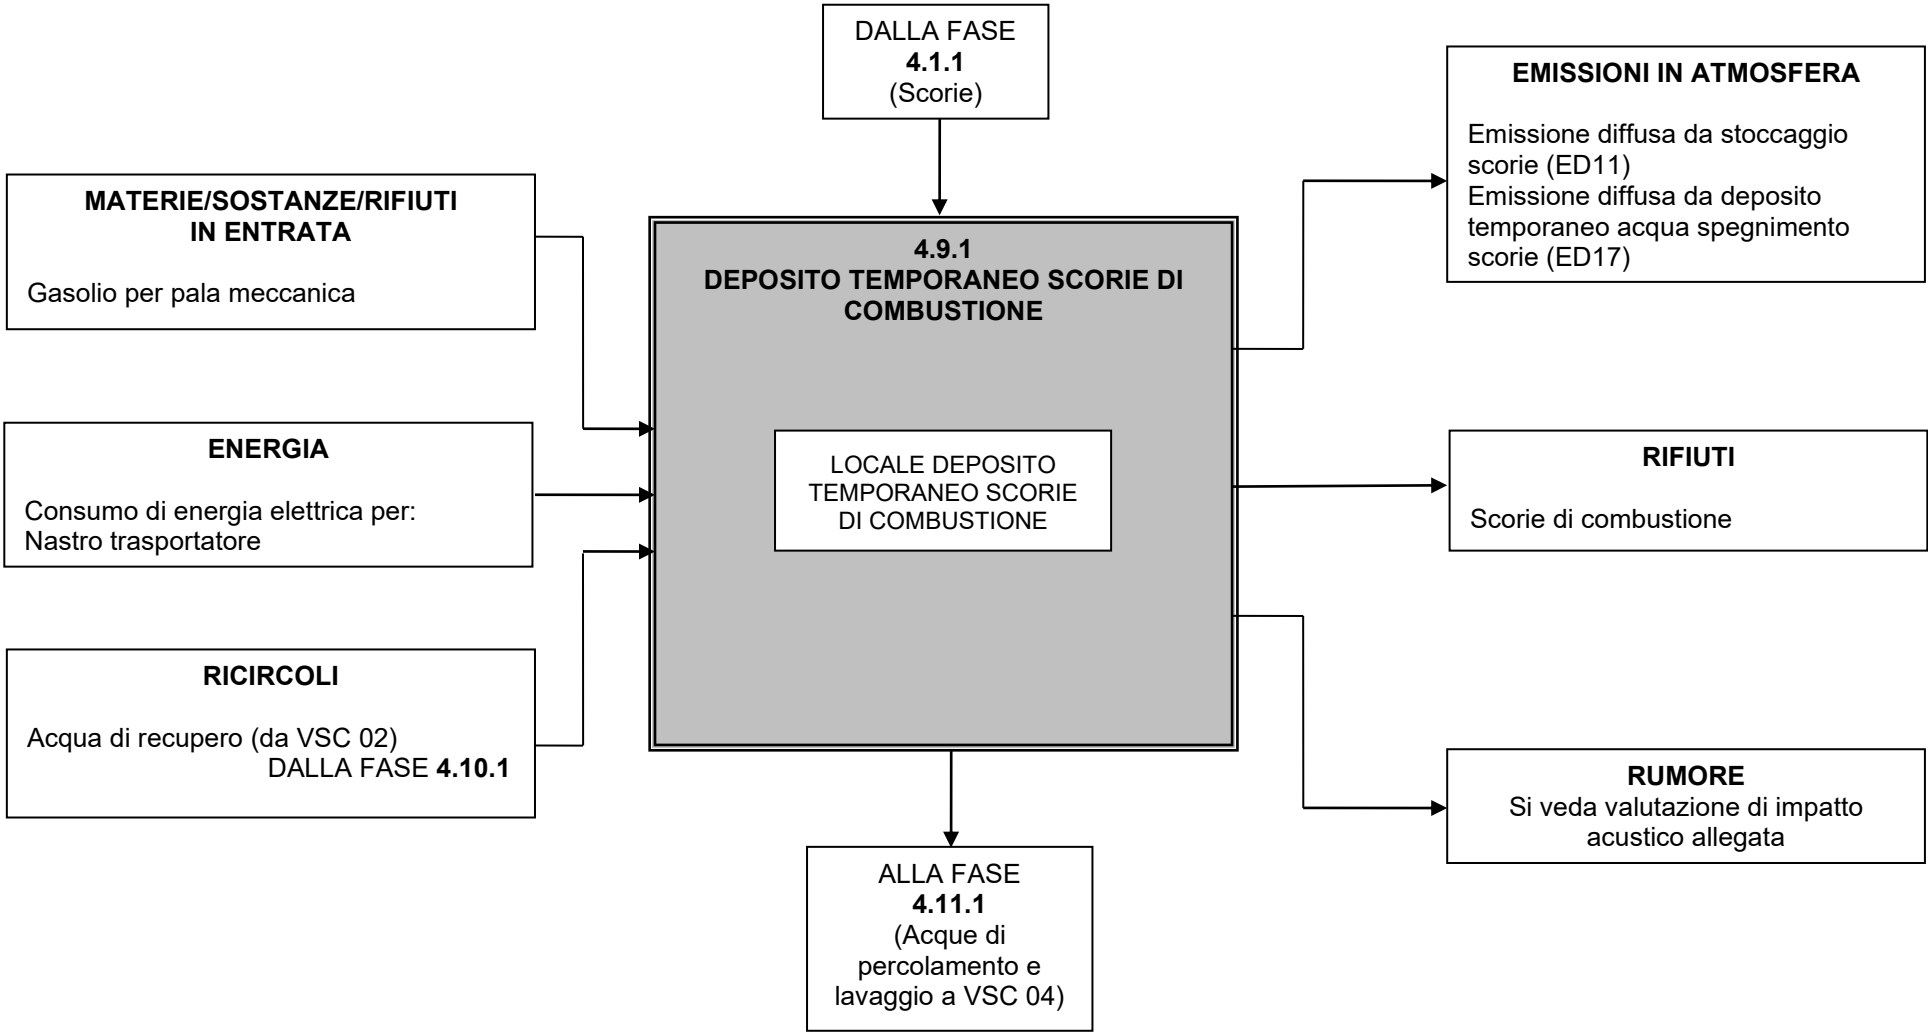 DALLA FASE
4.1.1
(Scorie)
EMISSIONI IN ATMOSFERA
Emissione diffusa da stoccaggio
scorie (ED11)
Emissione diffusa da deposito
temporaneo acqua spegnimento
scorie (ED17)
MATERIE/SOSTANZE/RIFIUTI
IN ENTRATA
Gasolio per pala meccanica
4.9.1
DEPOSITO TEMPORANEO SCORIE DI
COMBUSTIONE
ENERGIA
Consumo di energia elettrica per:
Nastro trasportatore
LOCALE DEPOSITO
TEMPORANEO SCORIE
DI COMBUSTIONE
RIFIUTI
Scorie di combustione
RICIRCOLI
Acqua di recupero (da VSC 02)
DALLA FASE 4.10.1
RUMORE
Si veda valutazione di impatto
acustico allegata
ALLA FASE
4.11.1
(Acque di
percolamento e
lavaggio a VSC 04)